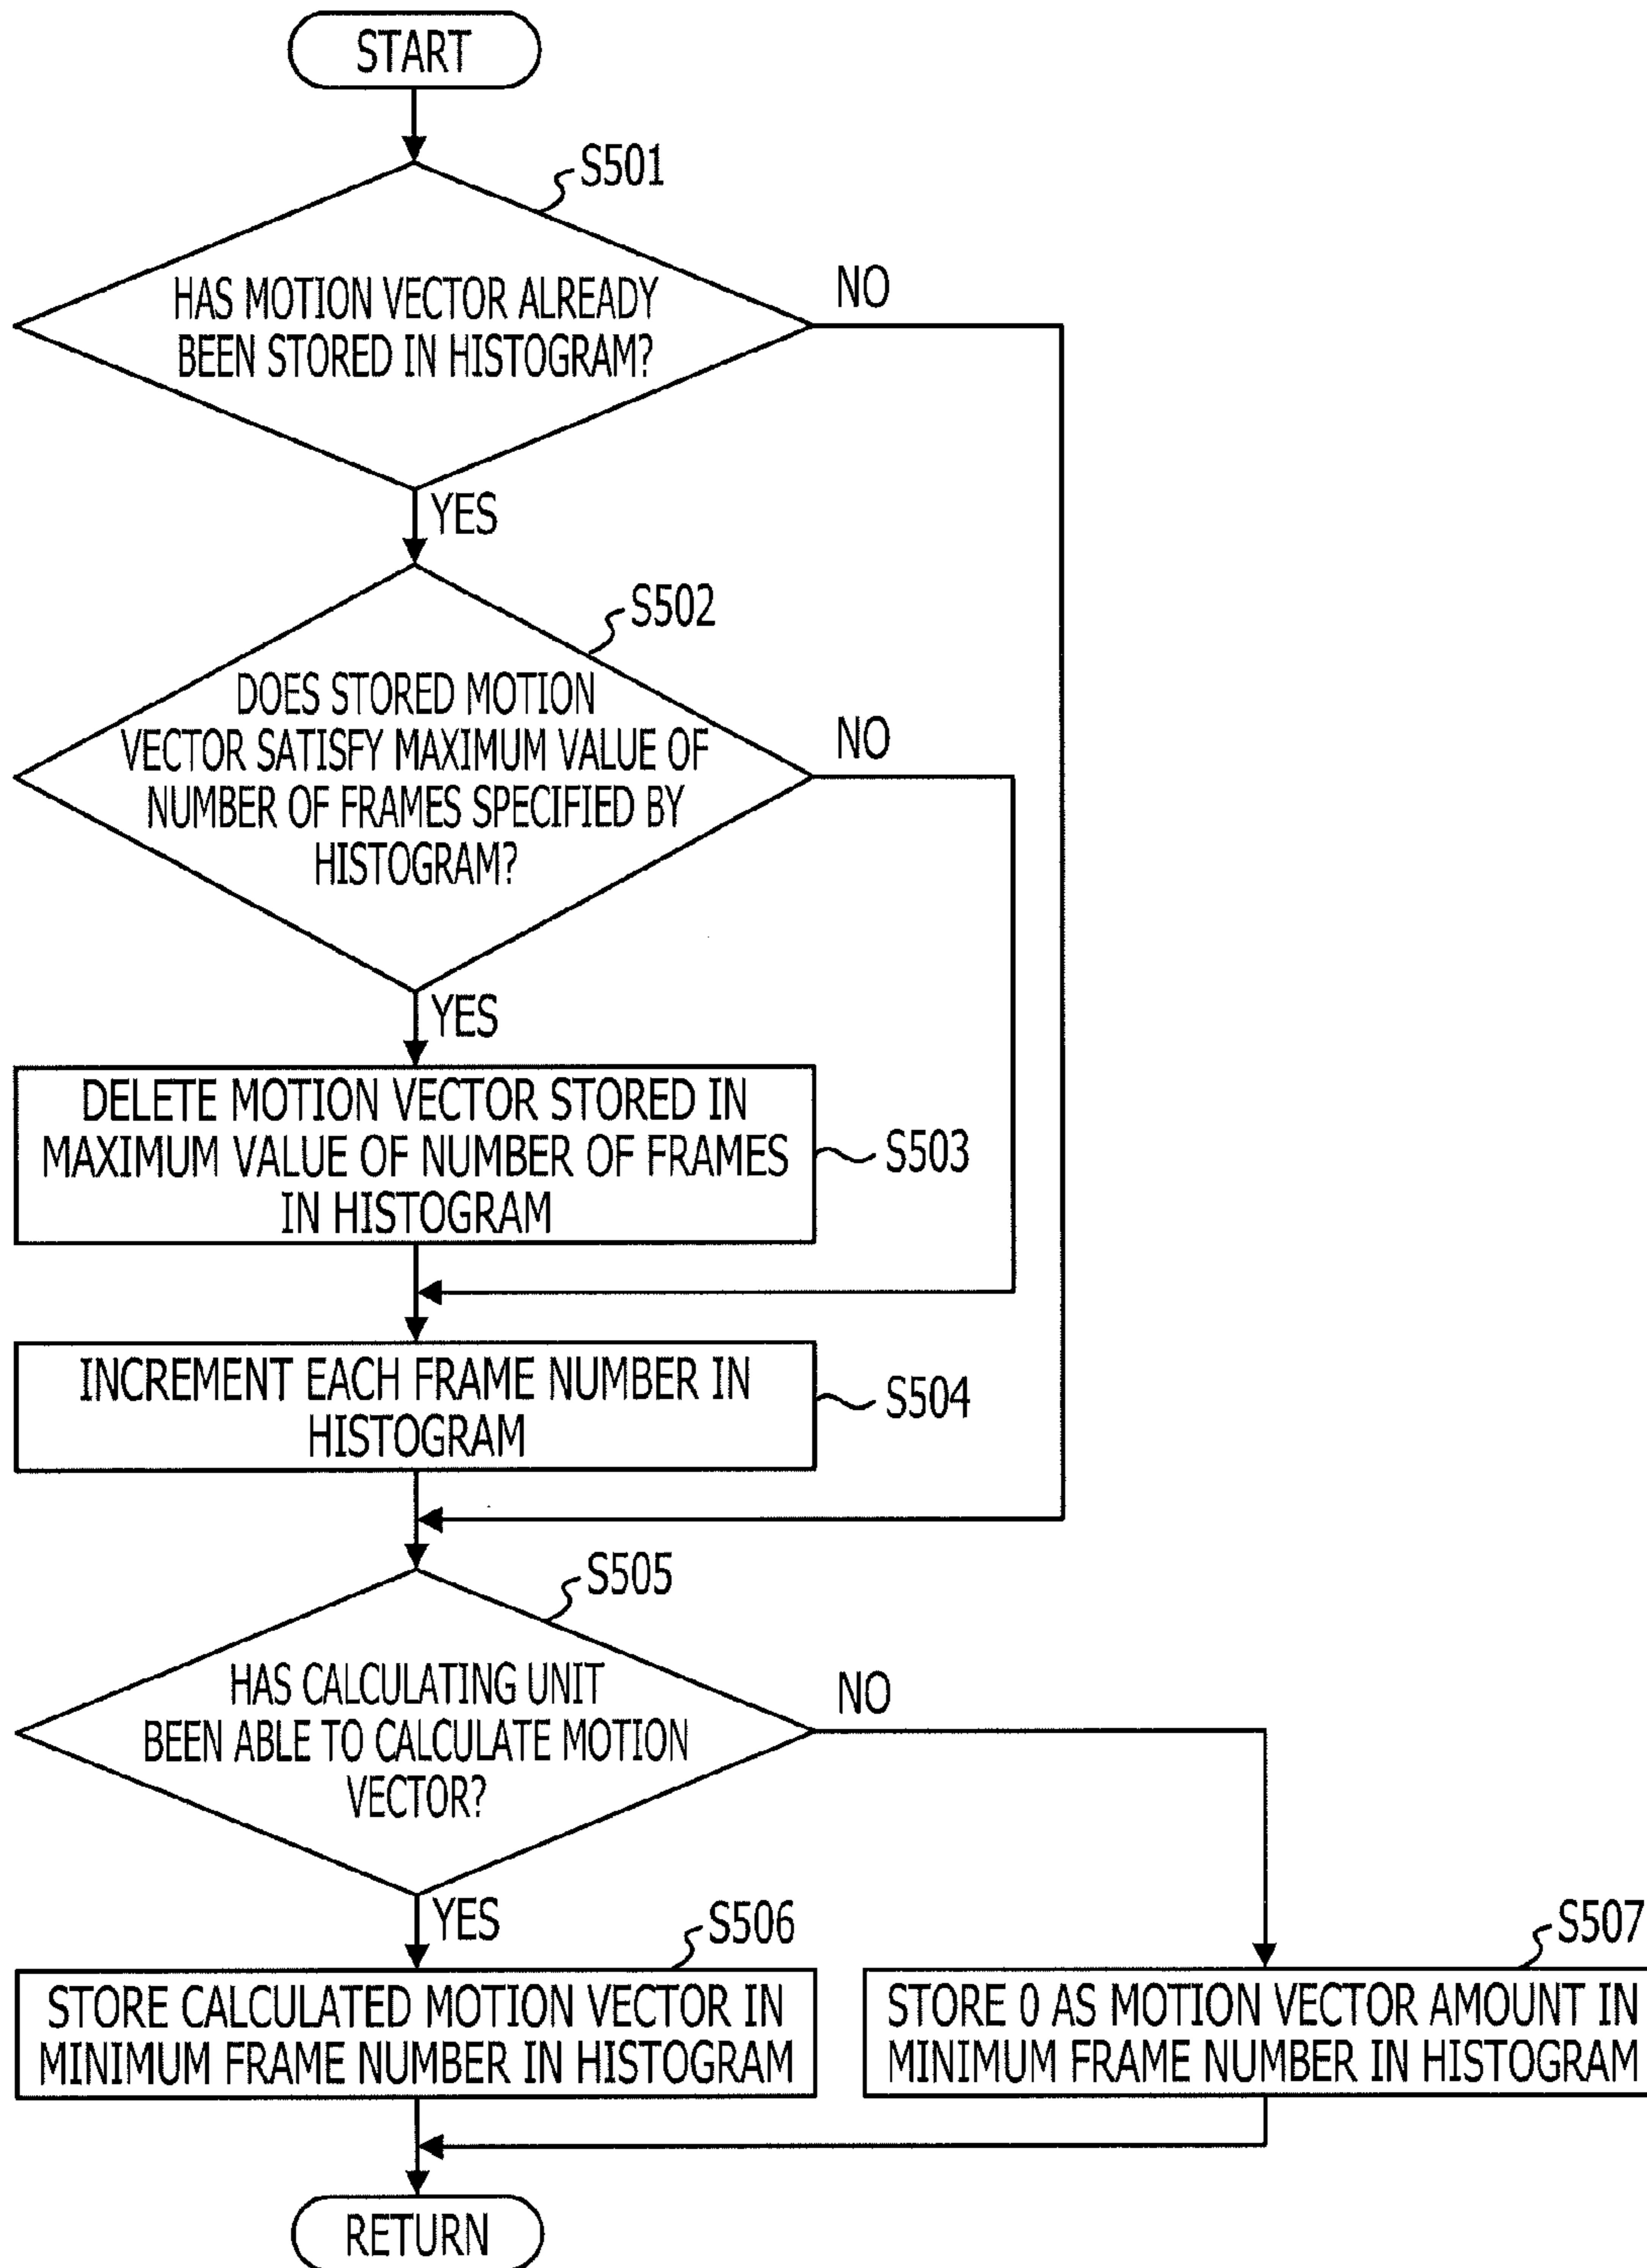 START
S501
HAS MOTION VECTOR ALREADY
BEEN STORED IN HISTOGRAM?
NO
YES
S502
DOES STORED MOTION
VECTOR SATISFY MAXIMUM VALUE OF
NUMBER OF FRAMES SPECIFIED BY
HISTOGRAM?
NO
YES
DELETE MOTION VECTOR STORED IN
MAXIMUM VALUE OF NUMBER OF FRAMES
IN HISTOGRAM
S503
INCREMENT EACH FRAME NUMBER IN
HISTOGRAM
S504
S505
HAS CALCULATING UNIT
BEEN ABLE TO CALCULATE MOTION
VECTOR?
NO
YES
S506
STORE CALCULATED MOTION VECTOR IN
MINIMUM FRAME NUMBER IN HISTOGRAM
S507
STORE 0 AS MOTION VECTOR AMOUNT IN
MINIMUM FRAME NUMBER IN HISTOGRAM
RETURN